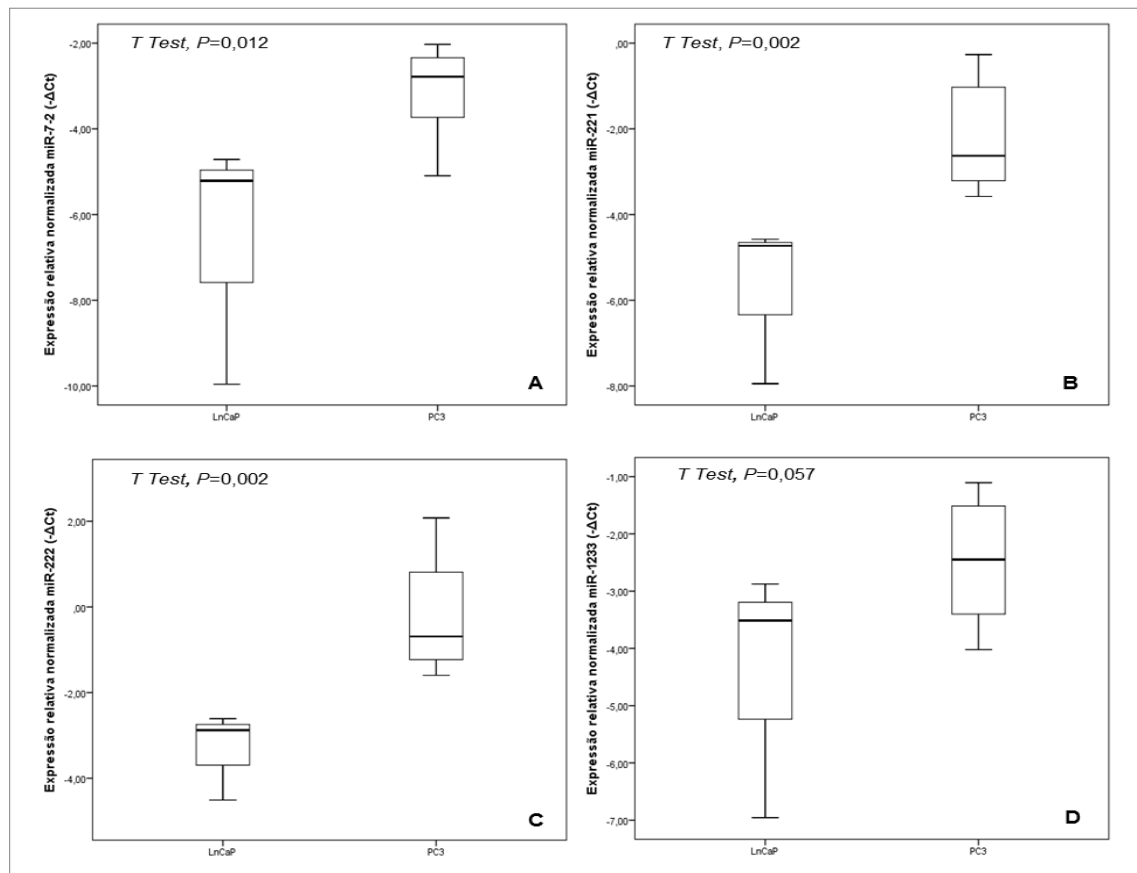 T Test, P=0,012
Expressão relativa normalizada miR-7-2 (-ΔCt)
-2,00
-4,00
-6,00
-8,00
-10,00
LnCaP
PC3
A
T Test, P=0,002
Expressão relativa normalizada miR-221 (-ΔCt)
,00
-2,00
-4,00
-6,00
-8,00
LnCaP
PC3
B
T Test, P=0,002
Expressão relativa normalizada miR-222 (-ΔCt)
2,00
,00
-2,00
-4,00
LnCaP
PC3
C
T Test, P=0,057
Expressão relativa normalizada miR-1233 (-ΔCt)
-1,00
-2,00
-3,00
-4,00
-5,00
-6,00
-7,00
LnCaP
PC3
D